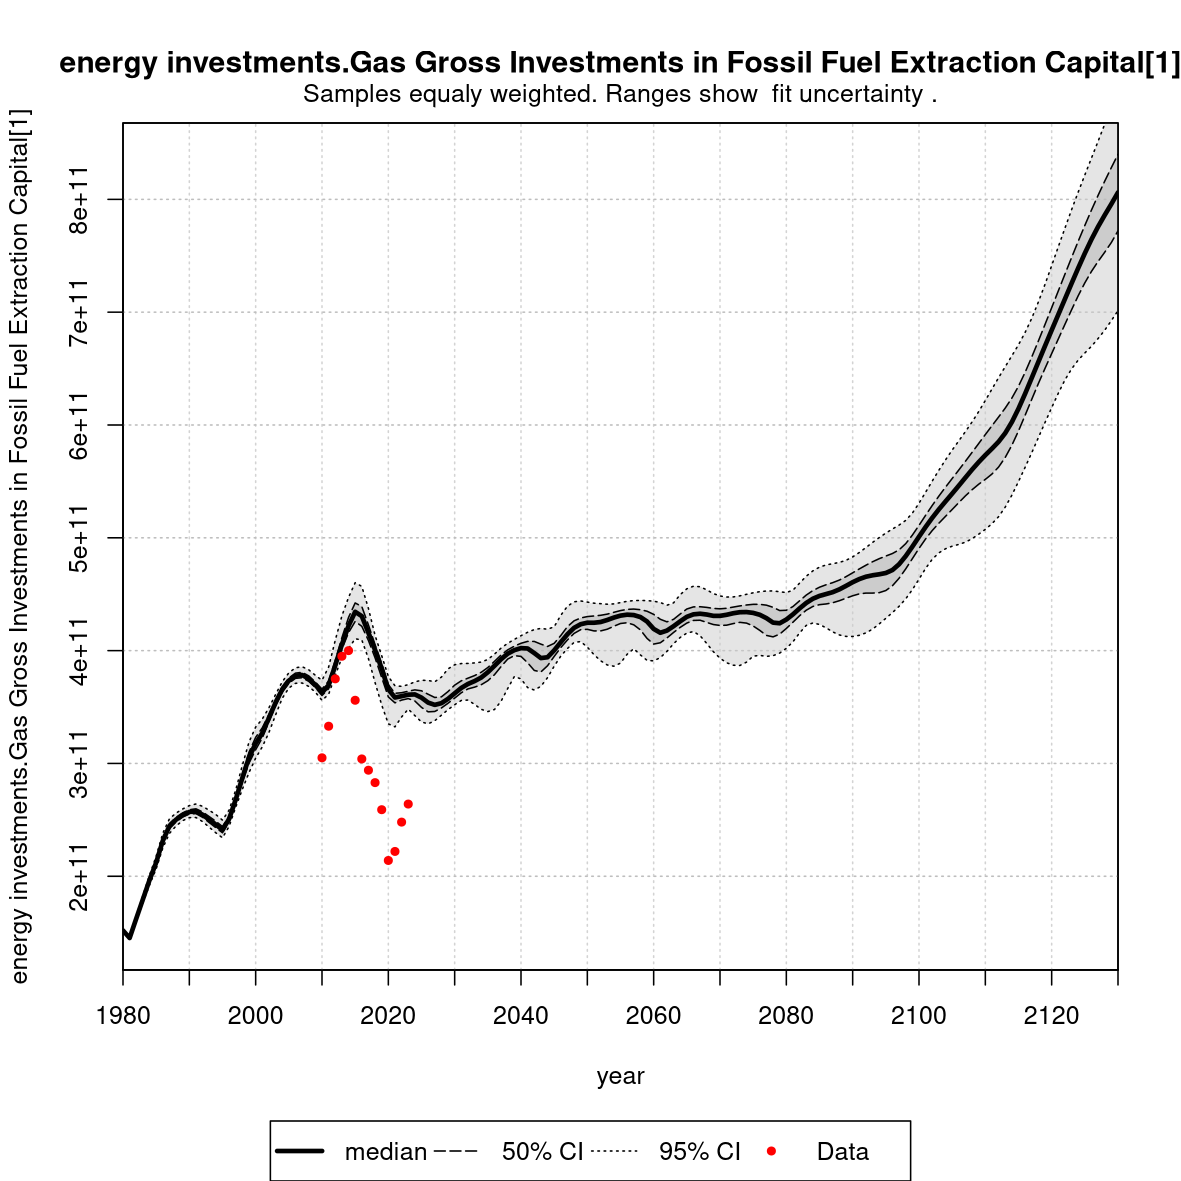 energy investments.Gas Gross Investments in Fossil Fuel Extraction Capital[1]
Samples equaly weighted. Ranges show  fit uncertainty .
energy investments.Gas Gross Investments in Fossil Fuel Extraction Capital[1]
8e+11
7e+11
6e+11
5e+11
4e+11
3e+11
2e+11
1980 2000 2020 2040 2060 2080 2100 2120
year
median 50% CI 95% CI Data